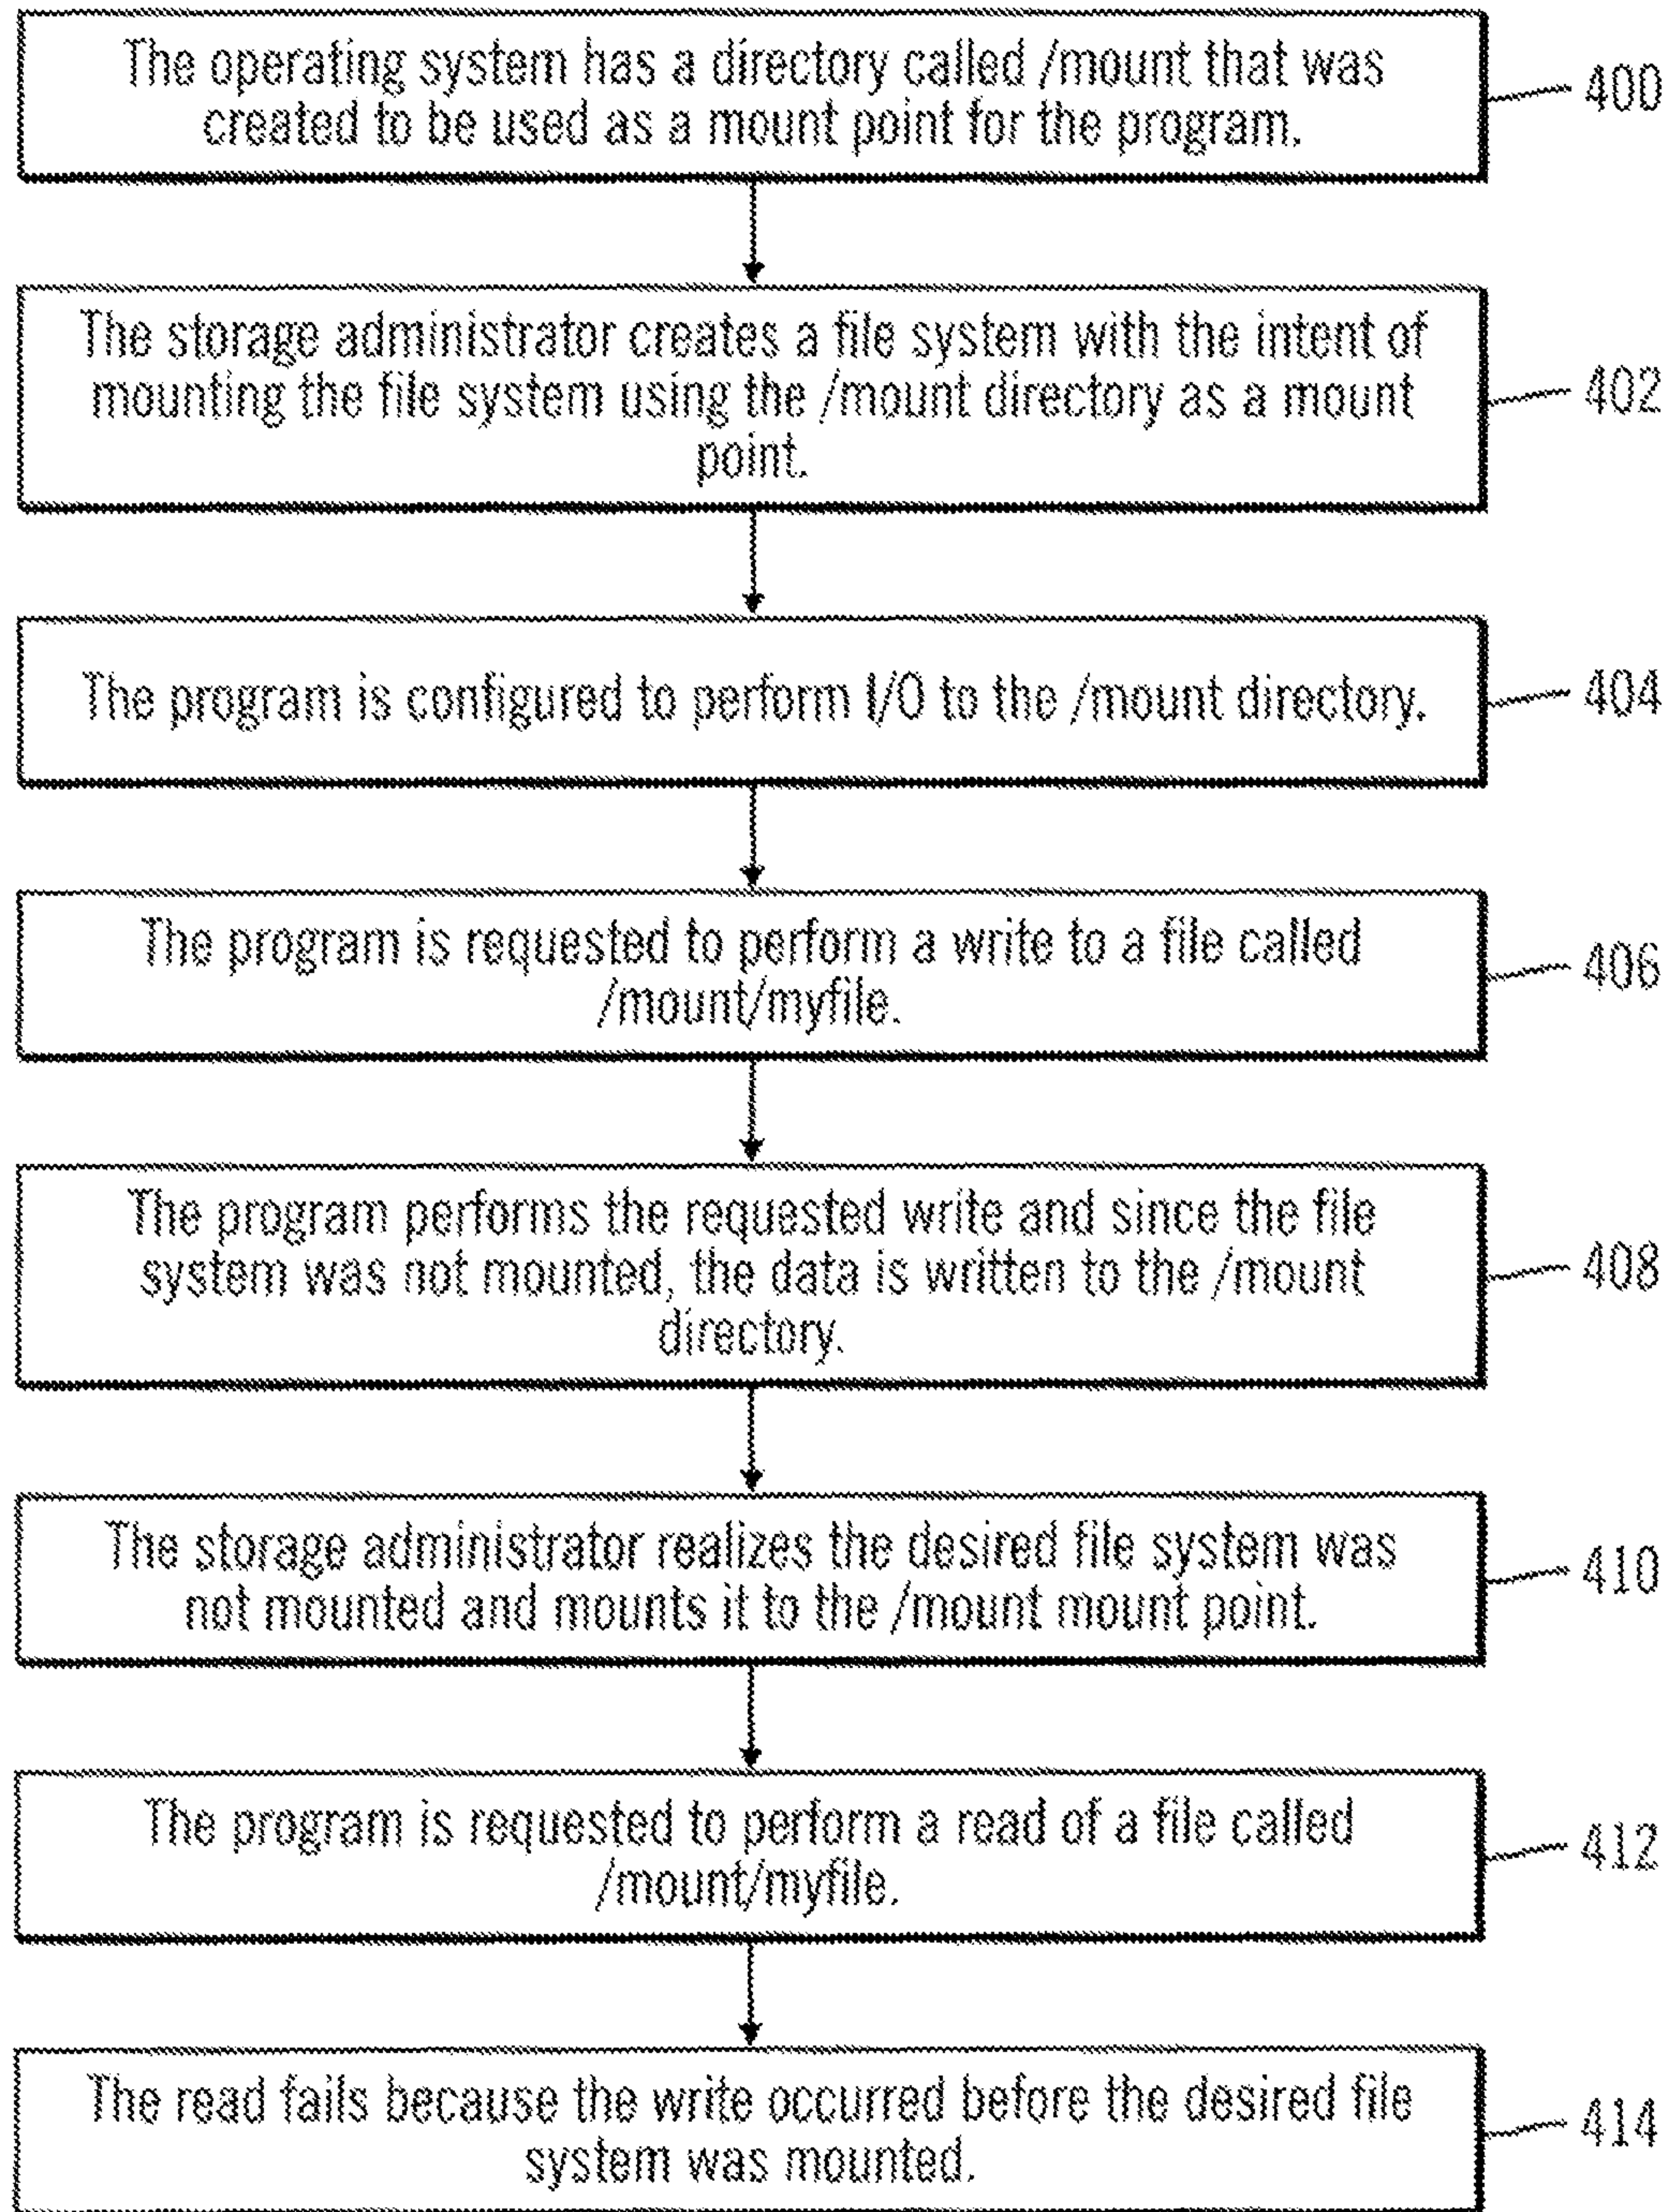 The operating system has a directory called /mount that was
created to be used as a mount point for the program.
400
The storage administrator creates a file system with the intent of
mounting the file system using the /mount directory as a mount
point.
402
The program is configured to perform I/O to the /mount directory.
404
The program is requested to perform a write to a file called
/mount/myfile.
406
The program performs the requested write and since the file
system was not mounted, the data is written to the /mount
directory.
408
The storage administrator realizes the desired file system was
not mounted and mounts it to the /mount mount point.
410
The program is requested to perform a read of a file called
/mount/myfile.
412
The read fails because the write occurred before the desired file
system was mounted.
414